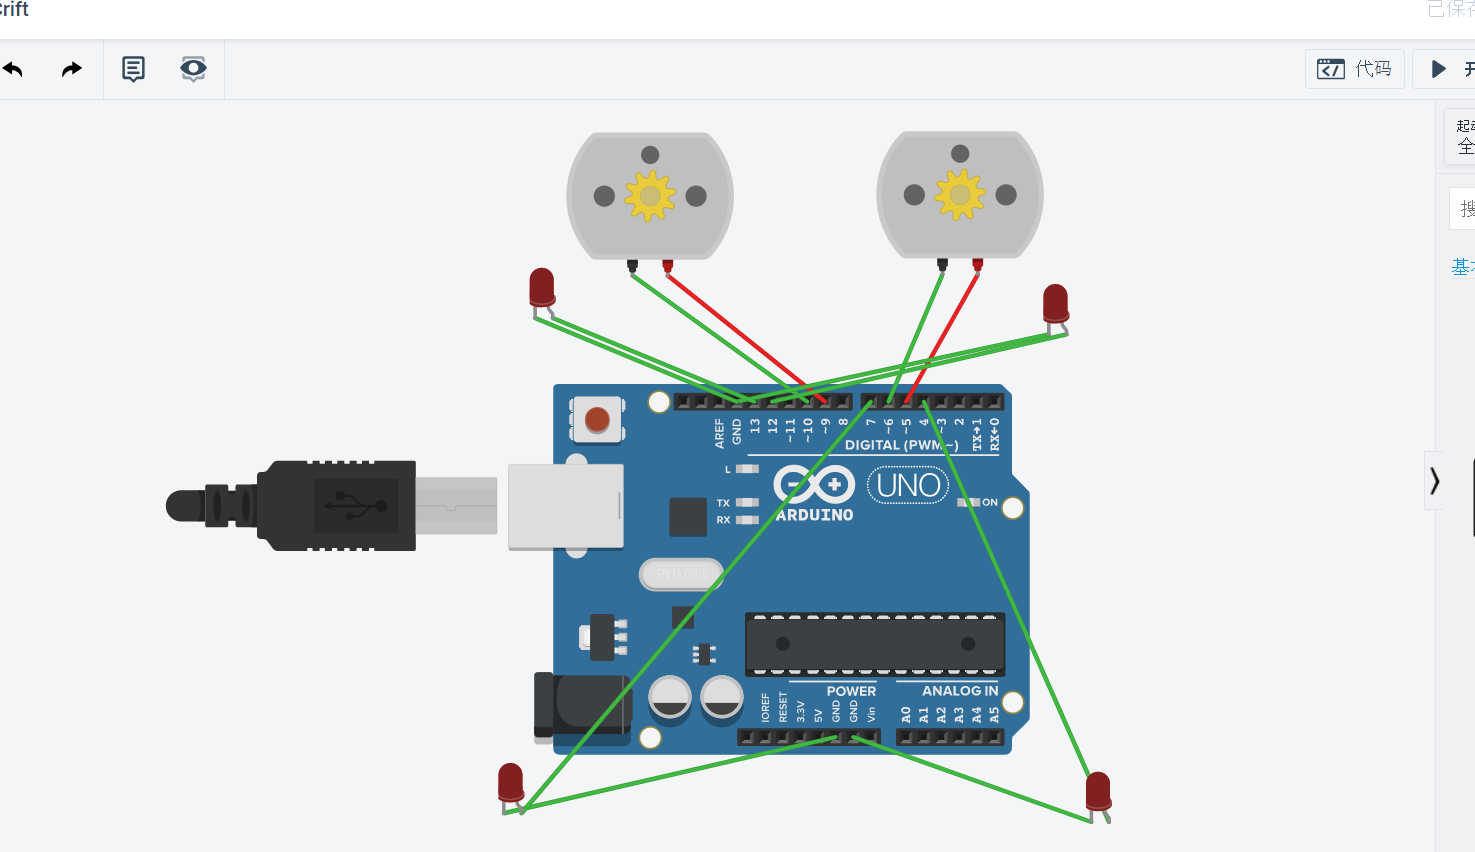 Crift
已保存
代码
开
起动
全
搜
基本
AREF
GND
13
12
~11
~10
~9
8
7
~6
~5
4
~3
2
TX→1
RX←0
DIGITAL (PWM~)
L
TX
RX
ARDUINO
UNO
ON
POWER
ANALOG IN
IOREF
RESET
3.3V
5V
GND
GND
Vin
A0
A1
A2
A3
A4
A5